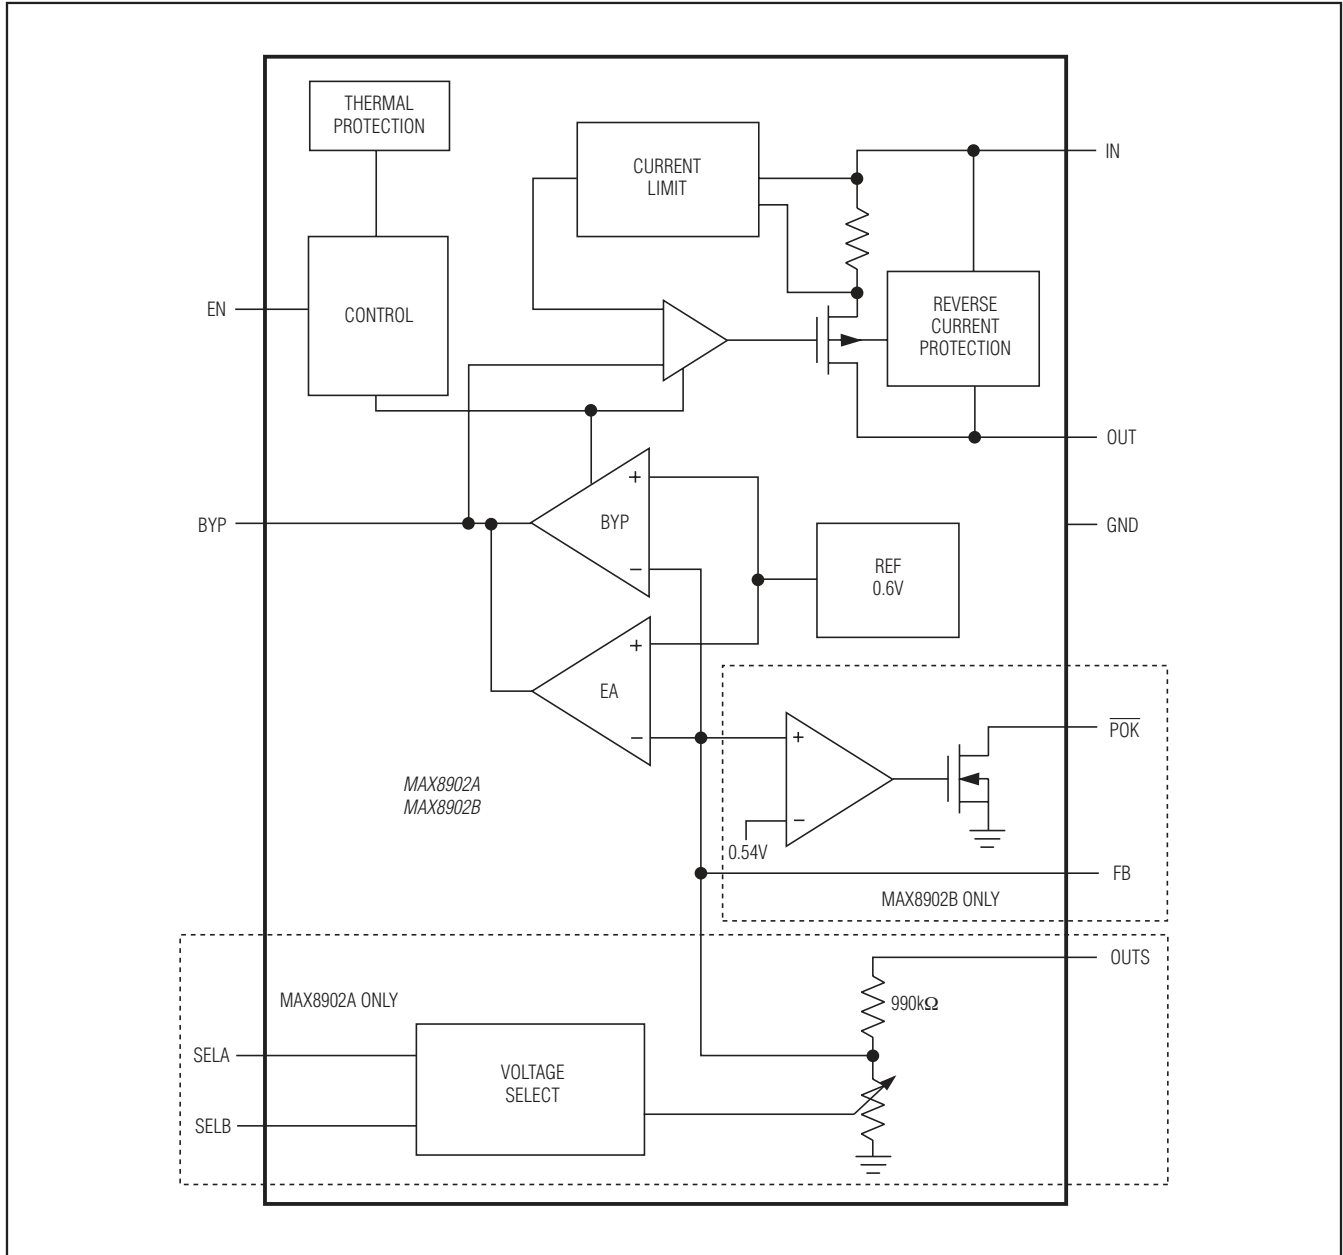 THERMAL
PROTECTION
CURRENT
LIMIT
IN
EN
CONTROL
REVERSE
CURRENT
PROTECTION
OUT
+
BYP
BYP
−
GND
REF
0.6V
+
EA
−
MAX8902A
MAX8902B
+
−
0.54V
POK
FB
MAX8902B ONLY
OUTS
MAX8902A ONLY
990kΩ
SELA
SELB
VOLTAGE
SELECT